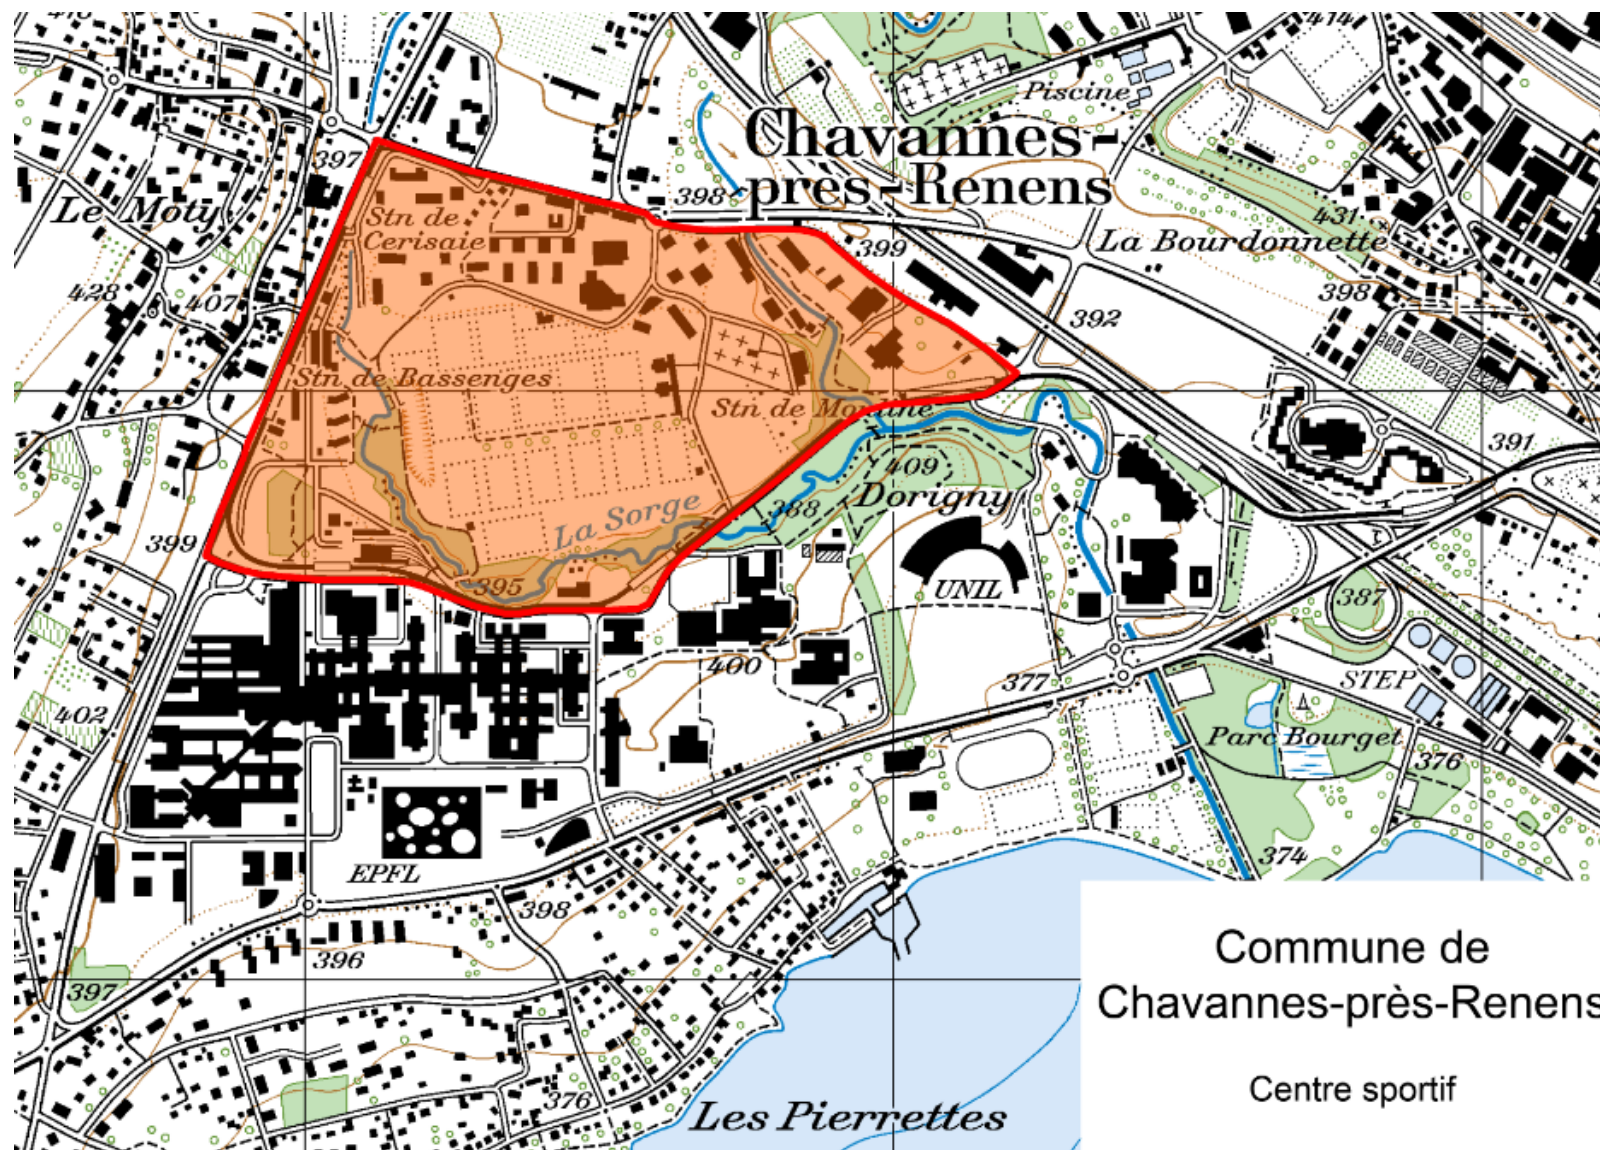 414
Piscine
Chavannes-
près-Renens
397
398
Le Moty
Stn de
Cerisaie
431
La Bourdonnette
399
428
407
398
392
Stn de Bassenges
Stn de Mouline
391
409
Dorigny
La Sorge
388
399
395
UNIL
387
400
377
STEP
402
Parc Bourget
376
374
EPFL
398
396
397
376
Les Pierrettes
Commune de
Chavannes-près-Renens
Centre sportif